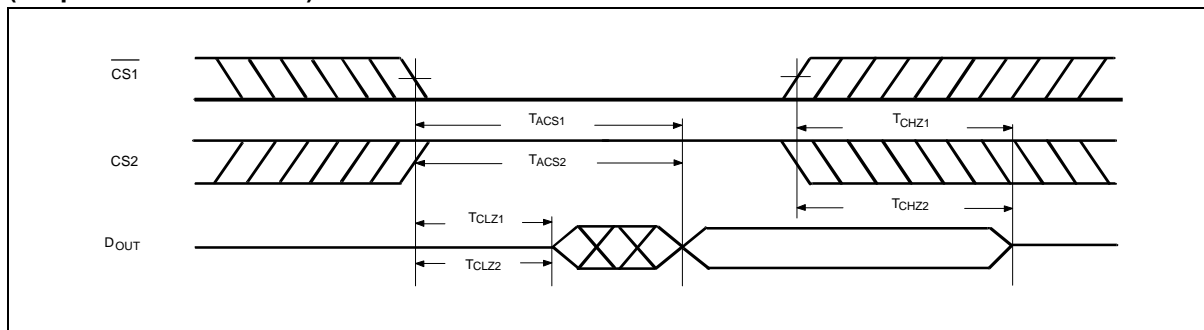 CS1
TACS1
TCHZ1
CS2
TACS2
TCHZ2
TCLZ1
DOUT
TCLZ2